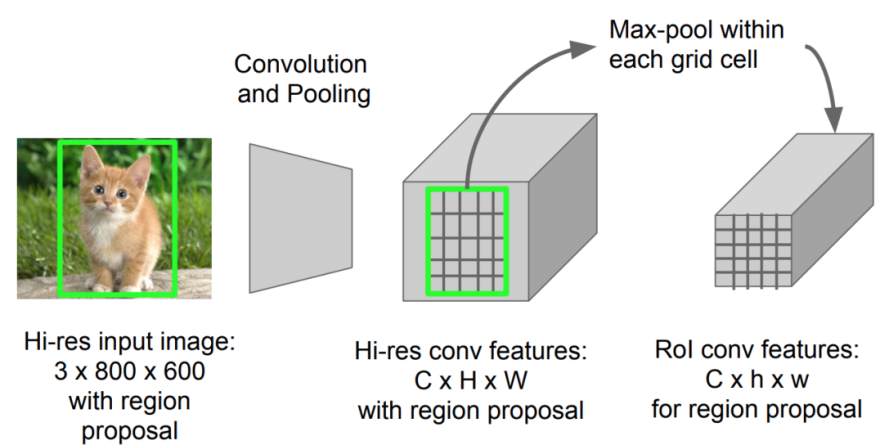 Convolution
and Pooling
Max-pool within
each grid cell
Hi-res input image:
3 x 800 x 600
with region
proposal
Hi-res conv features:
C x H x W
with region proposal
RoI conv features:
C x h x w
for region proposal